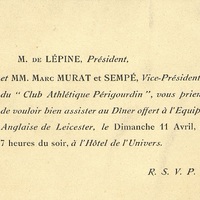 M. DE LÉPINE, Président,
et MM. MARC MURAT et SEMPÉ, Vice-Président
du " Club Athlétique Périgourdin ", vous prien
de vouloir bien assister au Dîner offert à l'Equip
Anglaise de Leicester, le Dimanche 11 Avril,
7 heures du soir, à l'Hôtel de l'Univers.
R. S. V. P.